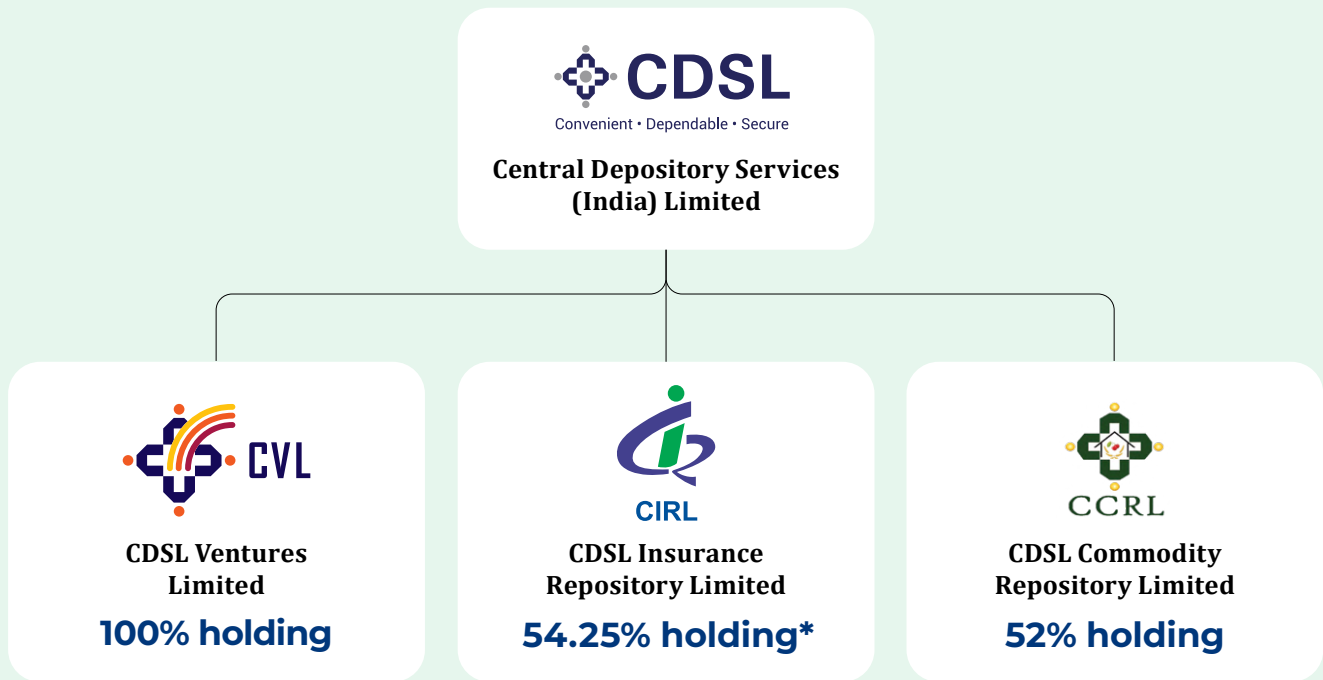 CDSL
Convenient • Dependable • Secure
Central Depository Services
(India) Limited
CVL
CDSL Ventures
Limited
100% holding
CIRL
CDSL Insurance
Repository Limited
54.25% holding*
CCRL
CDSL Commodity
Repository Limited
52% holding